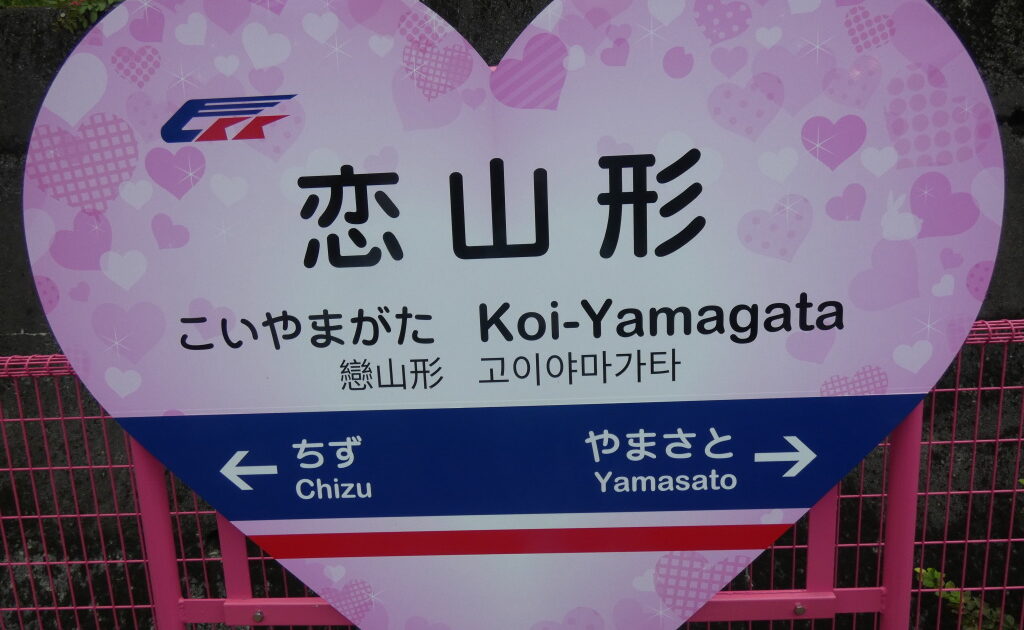 恋山形
こいやまがた Koi-Yamagata
戀山形 고이야마가타
← ちず やまさと →
Chizu Yamasato